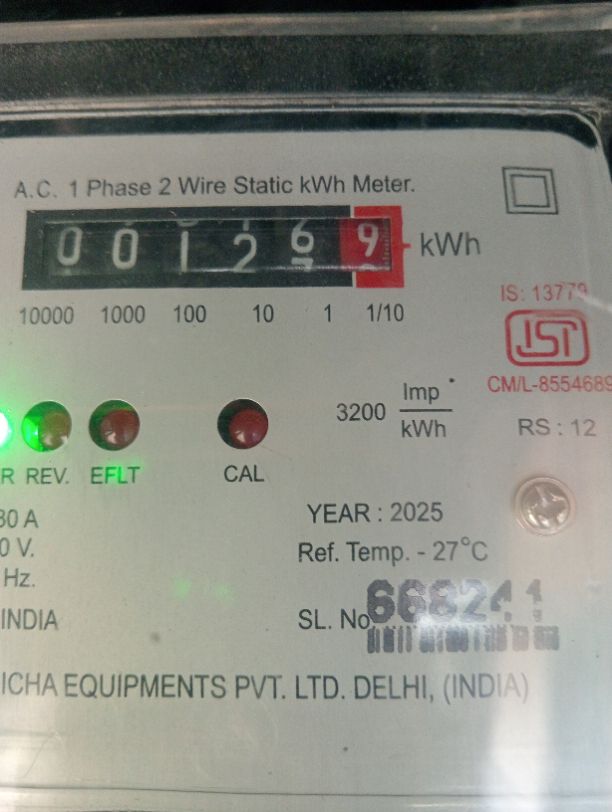 A.C. 1 Phase 2 Wire Static kWh Meter.
0 0 1 2 6 9 kWh
10000 1000 100 10 1 1/10
IS: 13779
ISI
CM/L-8554689
3200 Imp/kWh
RS : 12
R REV. EFLT CAL
30 A
YEAR : 2025
0 V.
Ref. Temp. - 27°C
Hz.
INDIA
SL. No. 668241
ICHA EQUIPMENTS PVT. LTD. DELHI, (INDIA)